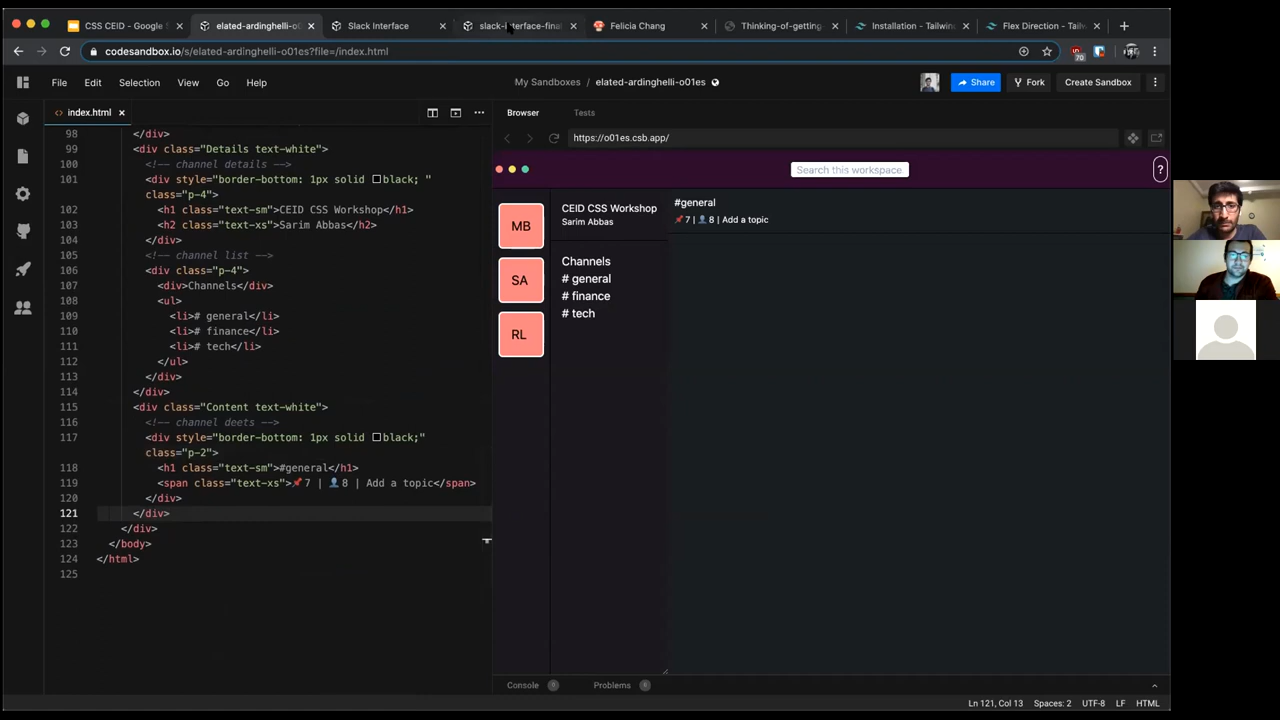 CSS CEID - Google
elated-ardinghelli-o01es
Slack Interface
slack-interface-final
Felicia Chang
Thinking-of-getting
Installation - Tailwin
Flex Direction - Tailw
codesandbox.io/s/elated-ardinghelli-o01es?file=/index.html
70
File Edit Selection View Go Help
My Sandboxes / elated-ardinghelli-o01es
Share
Fork
Create Sandbox
index.html
98 </div>
99 <div class="Details text-white">
100 <!-- channel details -->
101 <div style="border-bottom: 1px solid black; "
class="p-4">
102 <h1 class="text-sm">CEID CSS Workshop</h1>
103 <h2 class="text-xs">Sarim Abbas</h2>
104 </div>
105 <!-- channel list -->
106 <div class="p-4">
107 <div>Channels</div>
108 <ul>
109 <li># general</li>
110 <li># finance</li>
111 <li># tech</li>
112 </ul>
113 </div>
114 </div>
115 <div class="Content text-white">
116 <!-- channel deets -->
117 <div style="border-bottom: 1px solid black;"
class="p-2">
118 <h1 class="text-sm">#general</h1>
119 <span class="text-xs">📌7 | 👤8 | Add a topic</span>
120 </div>
121 </div>
122 </div>
123 </body>
124 </html>
125
Browser Tests
https://o01es.csb.app/
Search this workspace
?
MB
SA
RL
CEID CSS Workshop
Sarim Abbas
Channels
# general
# finance
# tech
#general
📌7 | 👤8 | Add a topic
Console 9 Problems 8
Ln 121, Col 13 Spaces: 2 UTF-8 LF HTML